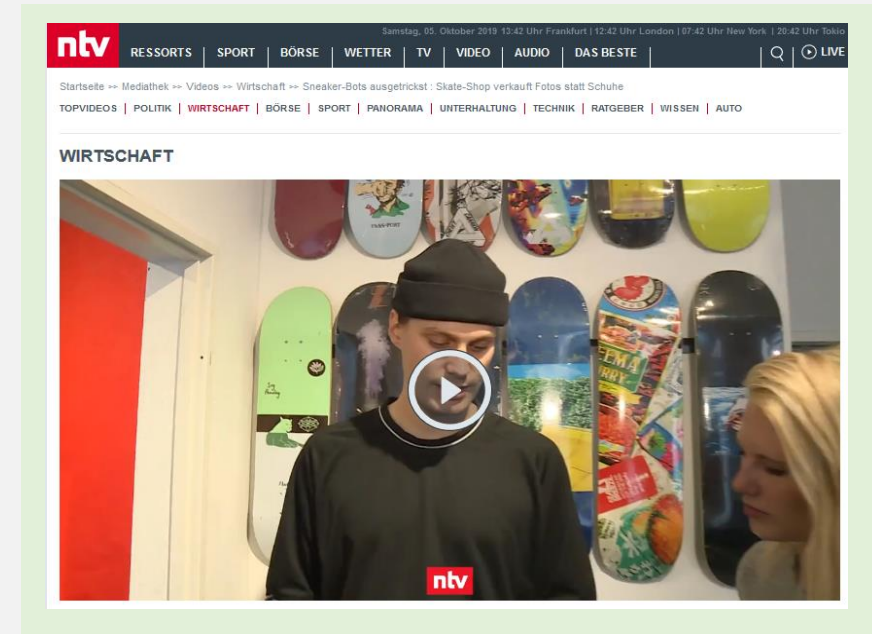 Samstag, 05. Oktober 2019 13:42 Uhr Frankfurt | 12:42 Uhr London | 07:42 Uhr New York | 20:42 Uhr Tokio
ntv
RESSORTS | SPORT | BÖRSE | WETTER | TV | VIDEO | AUDIO | DAS BESTE | LIVE
Startseite >> Mediathek >> Videos >> Wirtschaft >> Sneaker-Bots ausgetrickst : Skate-Shop verkauft Fotos statt Schuhe
TOPVIDEOS | POLITIK | WIRTSCHAFT | BÖRSE | SPORT | PANORAMA | UNTERHALTUNG | TECHNIK | RATGEBER | WISSEN | AUTO
WIRTSCHAFT
ntv